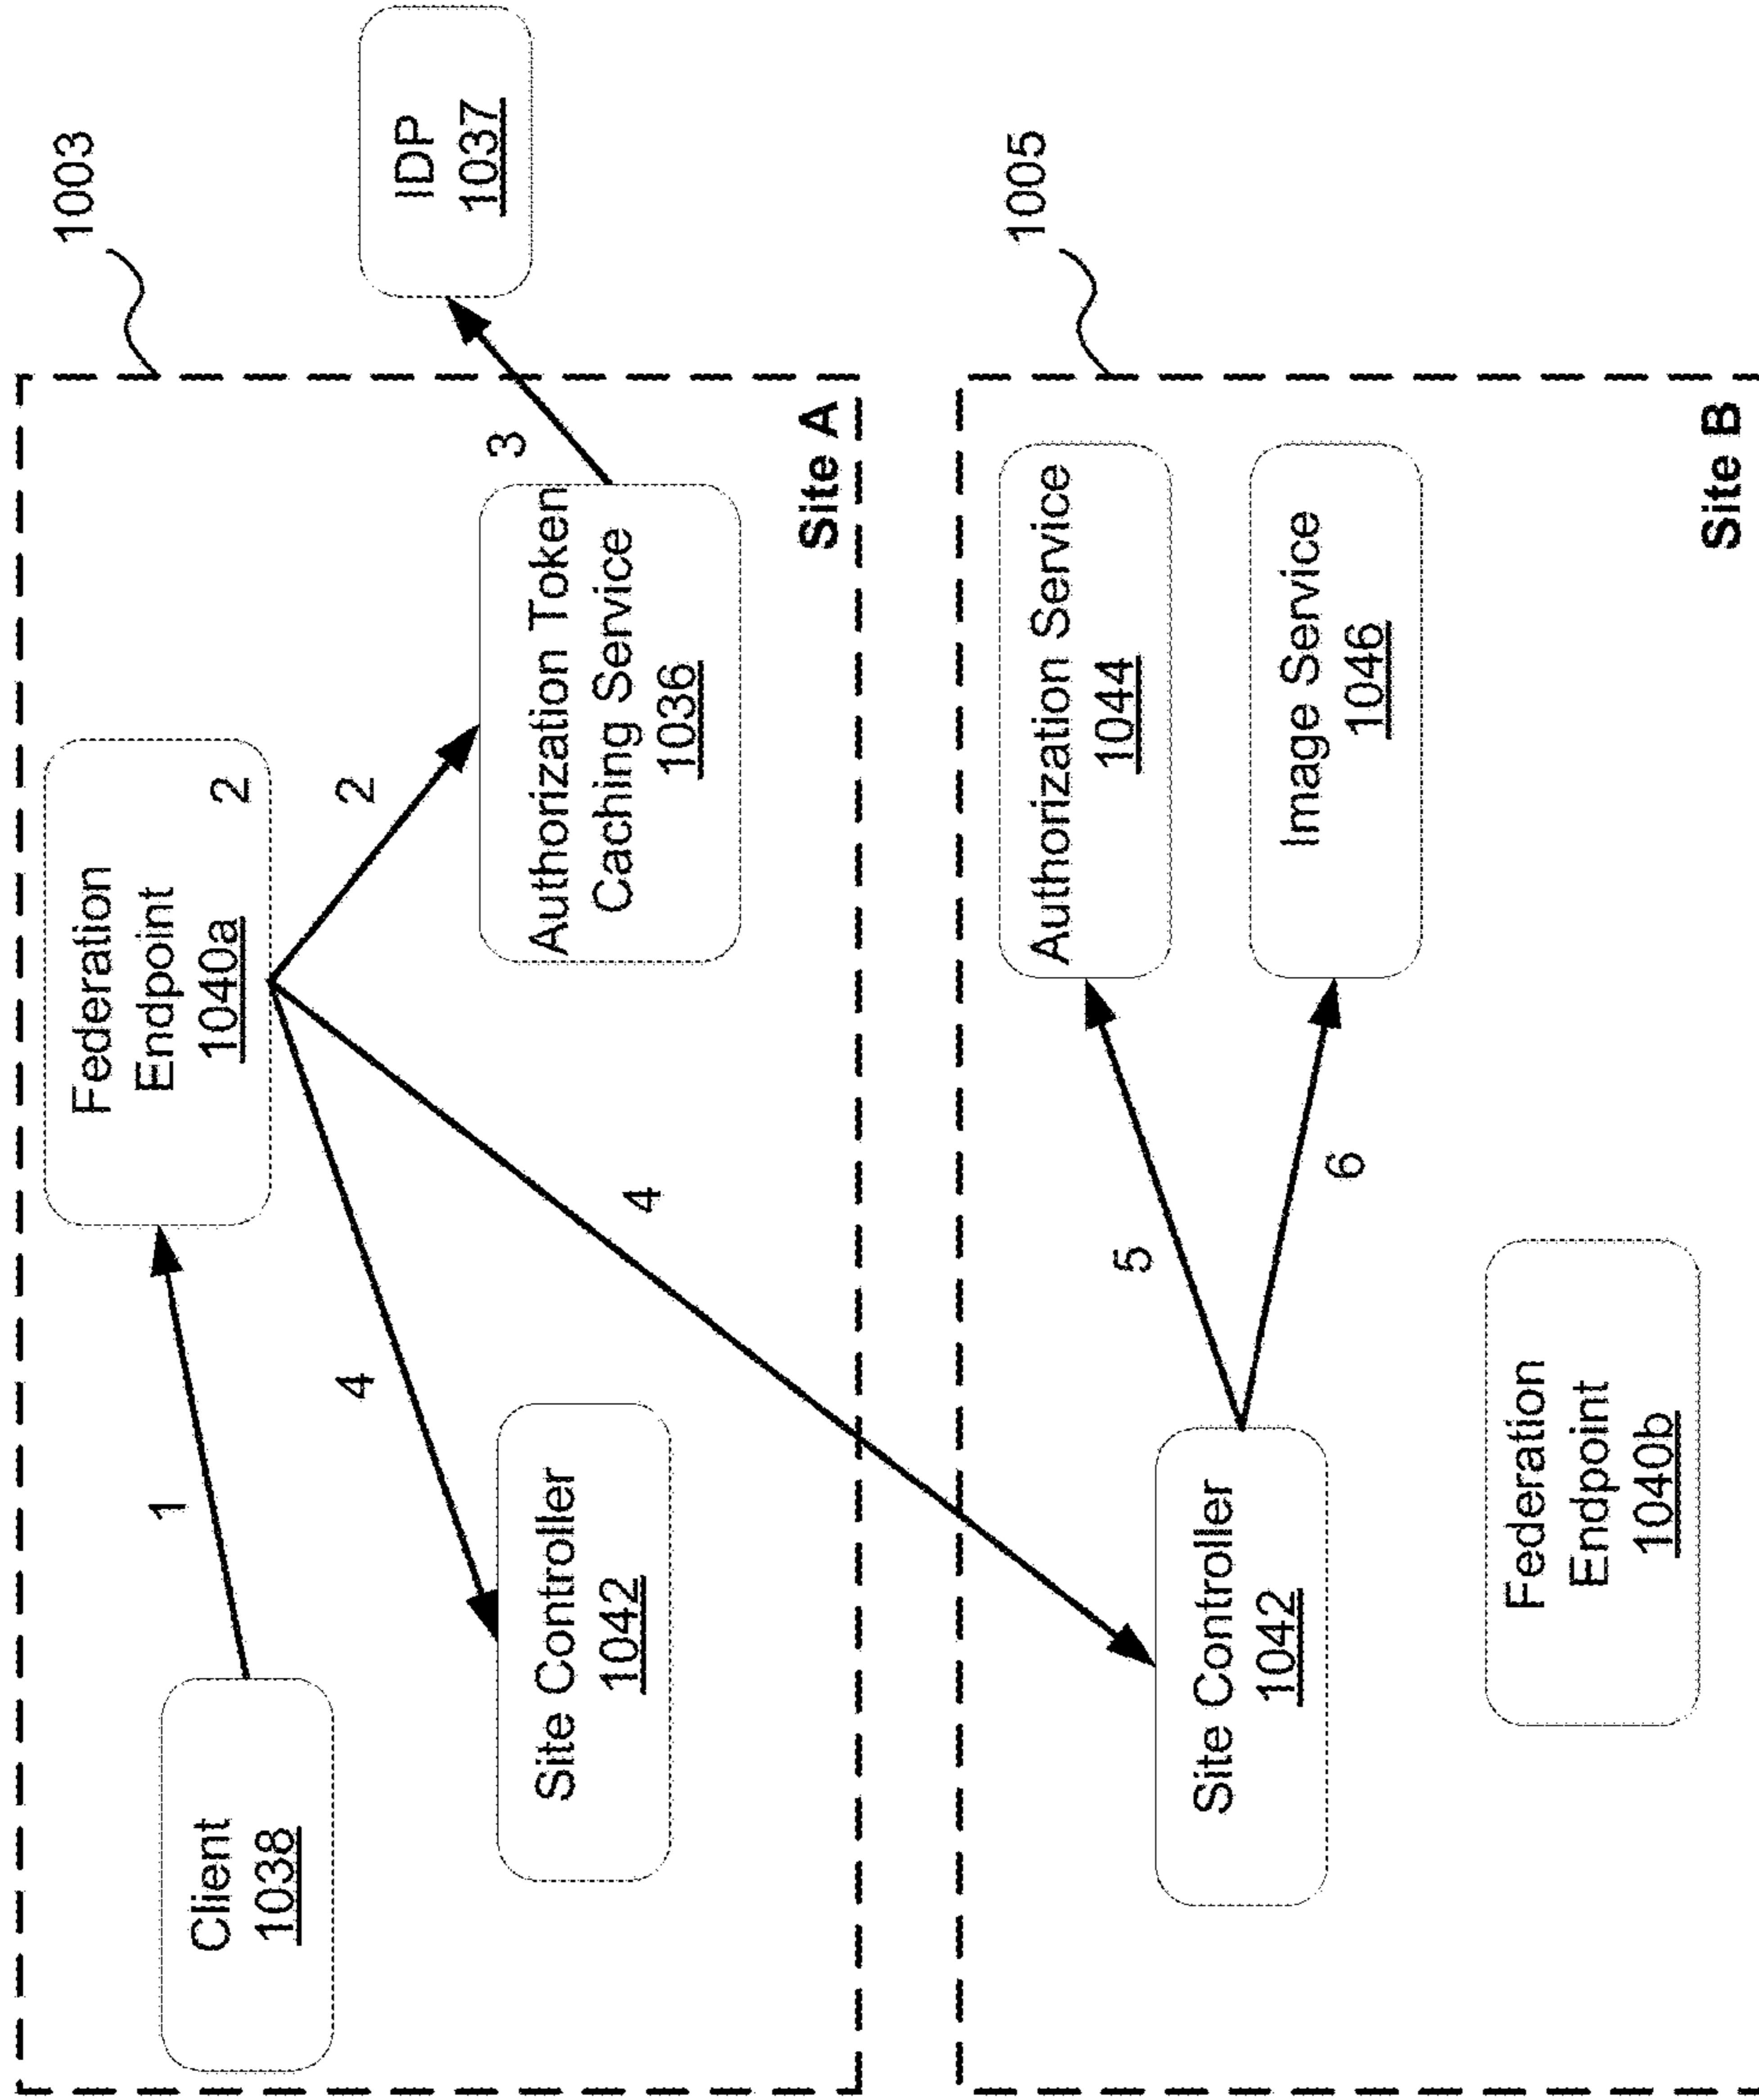 1003
Client
1038
1
Federation
Endpoint
1040a
2
2
4
4
Site Controller
1042
Authorization Token
Caching Service
1036
3
IDP
1037
Site A
1005
Site Controller
1042
5
6
Authorization Service
1044
Image Service
1046
Federation
Endpoint
1040b
Site B